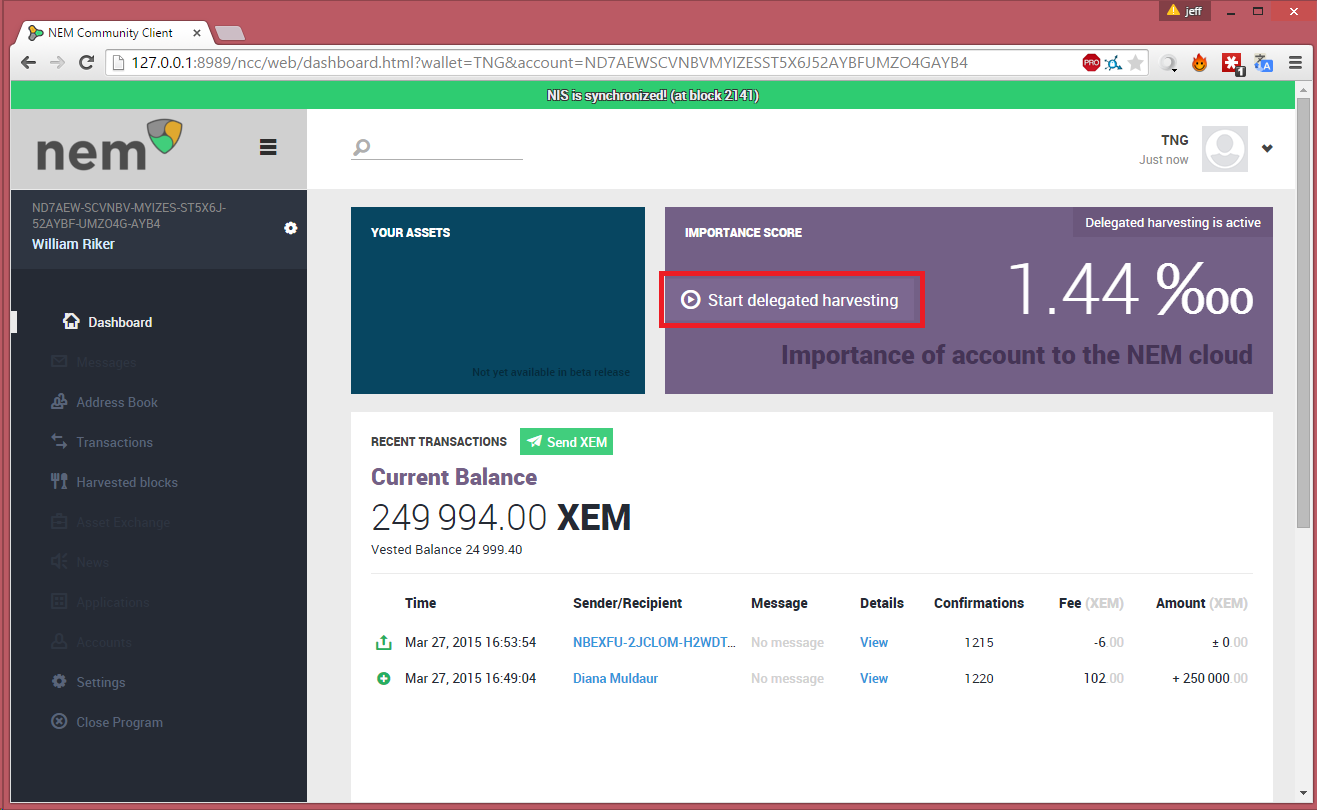 jeff
NEM Community Client
127.0.0.1:8989/ncc/web/dashboard.html?wallet=TNG&account=ND7AEWSCVNBVMYIZESST5X6J52AYBFUMZO4GAYB4
PRO
1
NIS is synchronized! (at block 2141)
nem
TNG
Just now
ND7AEW-SCVNBV-MYIZES-ST5X6J-
52AYBF-UMZO4G-AYB4
William Riker
Dashboard
Messages
Address Book
Transactions
Harvested blocks
Asset Exchange
News
Applications
Accounts
Settings
Close Program
YOUR ASSETS
Not yet available in beta release
IMPORTANCE SCORE
Delegated harvesting is active
Start delegated harvesting
1.44 ‱
Importance of account to the NEM cloud
RECENT TRANSACTIONS
Send XEM
Current Balance
249 994.00 XEM
Vested Balance 24 999.40
Time Sender/Recipient Message Details Confirmations Fee (XEM) Amount (XEM)
Mar 27, 2015 16:53:54 NBEXFU-2JCLOM-H2WDT... No message View 1215 -6.00 ± 0.00
Mar 27, 2015 16:49:04 Diana Muldaur No message View 1220 102.00 + 250 000.00